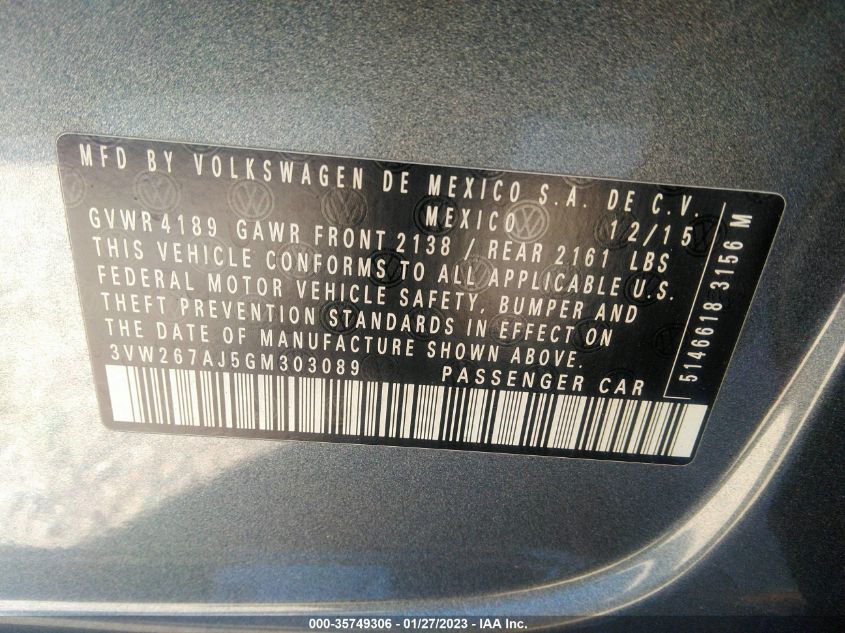 MFD BY VOLKSWAGEN DE MEXICO S.A. DE C.V.
MEXICO 12/15
GVWR 4189 GAWR FRONT 2138 / REAR 2161 LBS
THIS VEHICLE CONFORMS TO ALL APPLICABLE U.S.
FEDERAL MOTOR VEHICLE SAFETY, BUMPER AND
THEFT PREVENTION STANDARDS IN EFFECT ON
THE DATE OF MANUFACTURE SHOWN ABOVE.
3VW267AJ5GM303089 PASSENGER CAR
5146618 3156 M
000-35749306 - 01/27/2023 - IAA Inc.